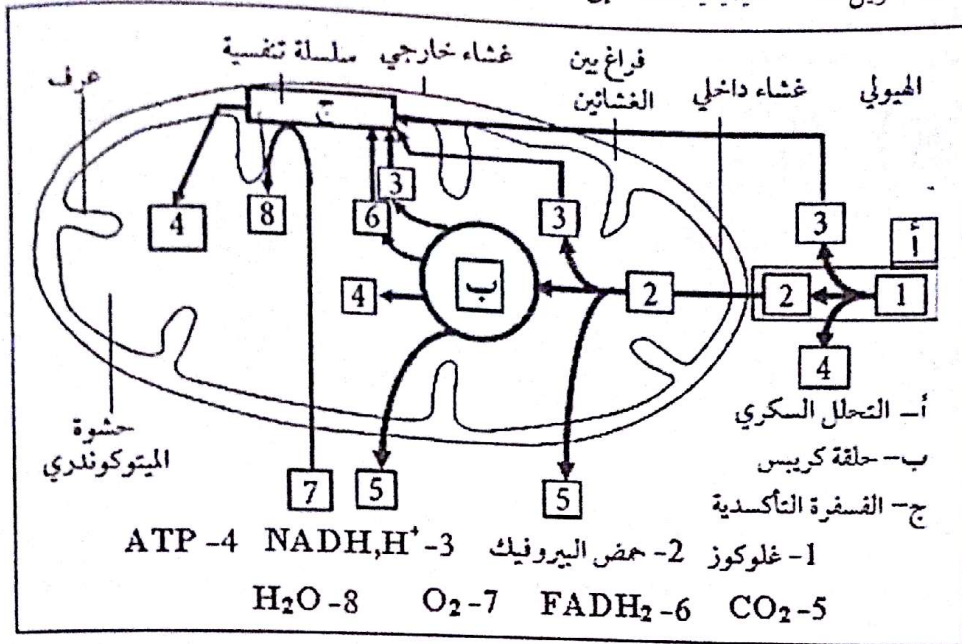 الهيولي
غشاء داخلي
فراغ بين
الغشائين
غشاء خارجي
سلسلة تنفسية
عرف
ج
3
6
3
8
4
3
أ
ب
4
2
2
1
4
حشوة
الميتوكوندري
7
5
5
أ– التحلل السكري
ب– حلقة كريبس
ج– الفسفرة التأكسدية
1- غلوكوز 2- حمض البيروفيك NADH,H⁺-3 ATP -4
CO₂-5 FADH₂-6 O₂-7 H₂O-8